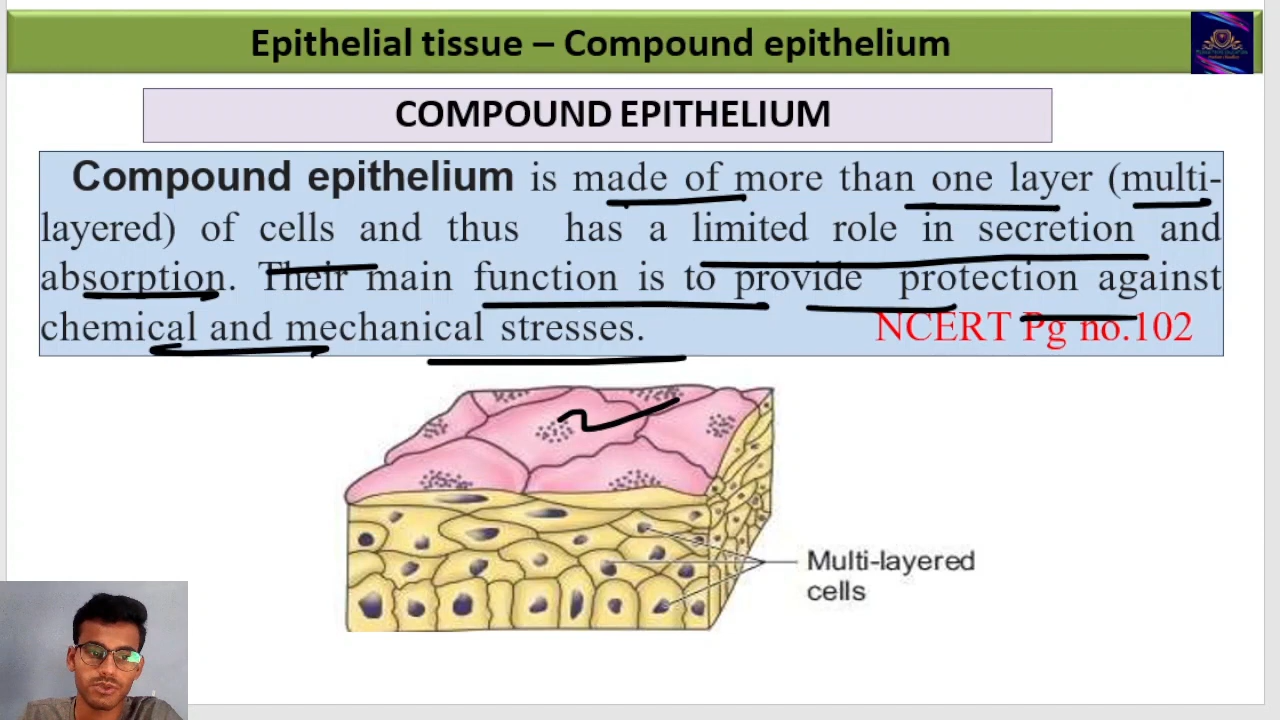 Epithelial tissue – Compound epithelium
COMPOUND EPITHELIUM
Compound epithelium is made of more than one layer (multi-
layered) of cells and thus has a limited role in secretion and
absorption. Their main function is to provide protection against
chemical and mechanical stresses. NCERT Pg no.102
Multi-layered
cells